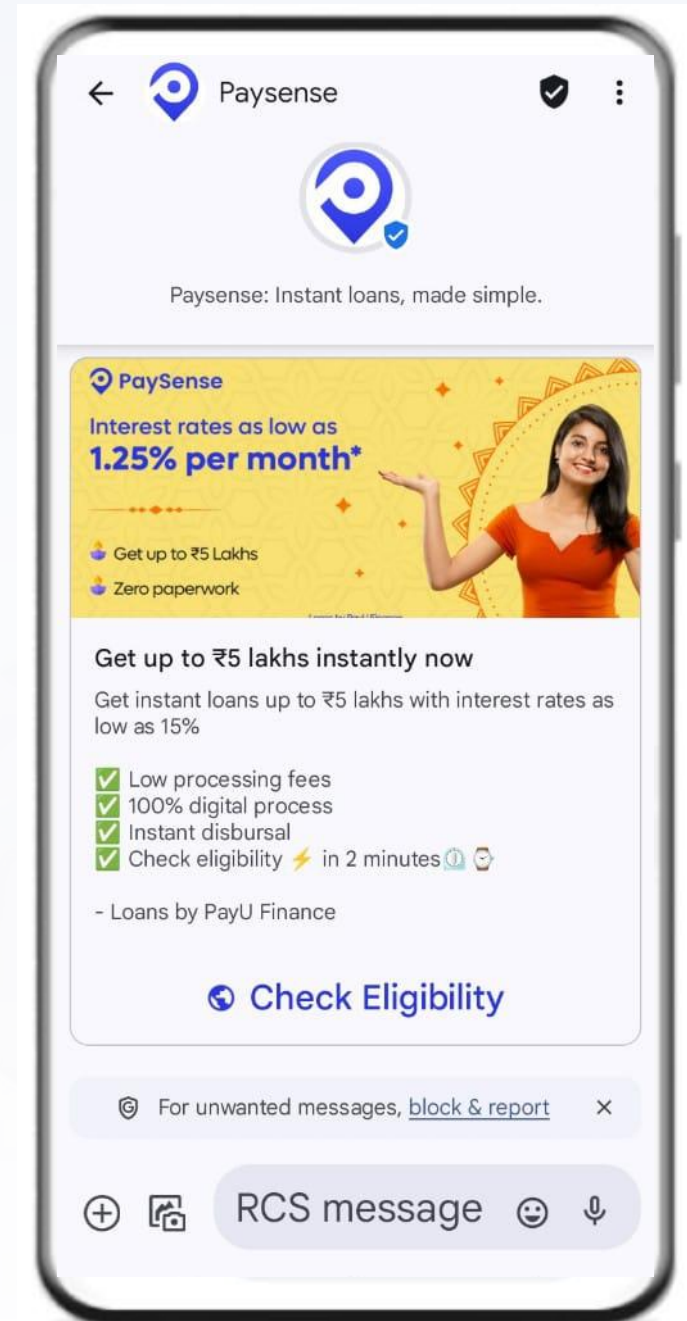 Paysense
Paysense: Instant loans, made simple.
PaySense
Interest rates as low as
1.25% per month*
Get up to ₹5 Lakhs
Zero paperwork
Get up to ₹5 lakhs instantly now
Get instant loans up to ₹5 lakhs with interest rates as
low as 15%
✅ Low processing fees
✅ 100% digital process
✅ Instant disbursal
✅ Check eligibility ⚡ in 2 minutes⏲️ ⌚
- Loans by PayU Finance
Check Eligibility
For unwanted messages, block & report
RCS message